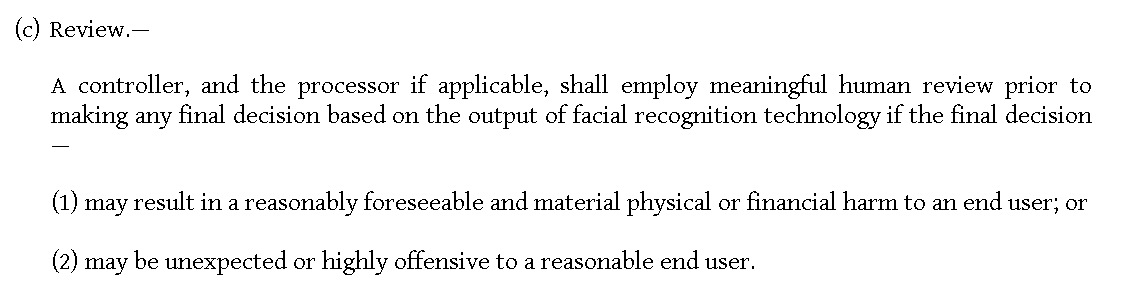 (c) Review.—
A controller, and the processor if applicable, shall employ meaningful human review prior to
making any final decision based on the output of facial recognition technology if the final decision
—
(1) may result in a reasonably foreseeable and material physical or financial harm to an end user; or
(2) may be unexpected or highly offensive to a reasonable end user.